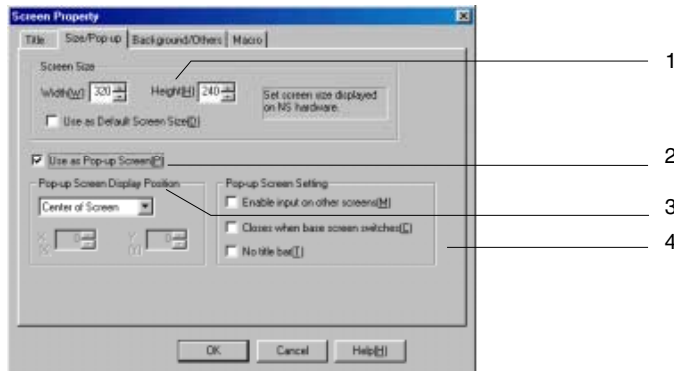 Screen Property
Title Size/Pop-up Background/Others Macro
Screen Size
Width(W) 320 Height(H) 240
Set screen size displayed
on NS hardware.
Use as Default Screen Size(D)
Use as Pop-up Screen(P)
Pop-up Screen Display Position
Center of Screen
X: 0 Y: 0
(X) (Y)
Pop-up Screen Setting
Enable input on other screens(M)
Closes when base screen switches(C)
No title bar(T)
OK Cancel Help(H)
1
2
3
4